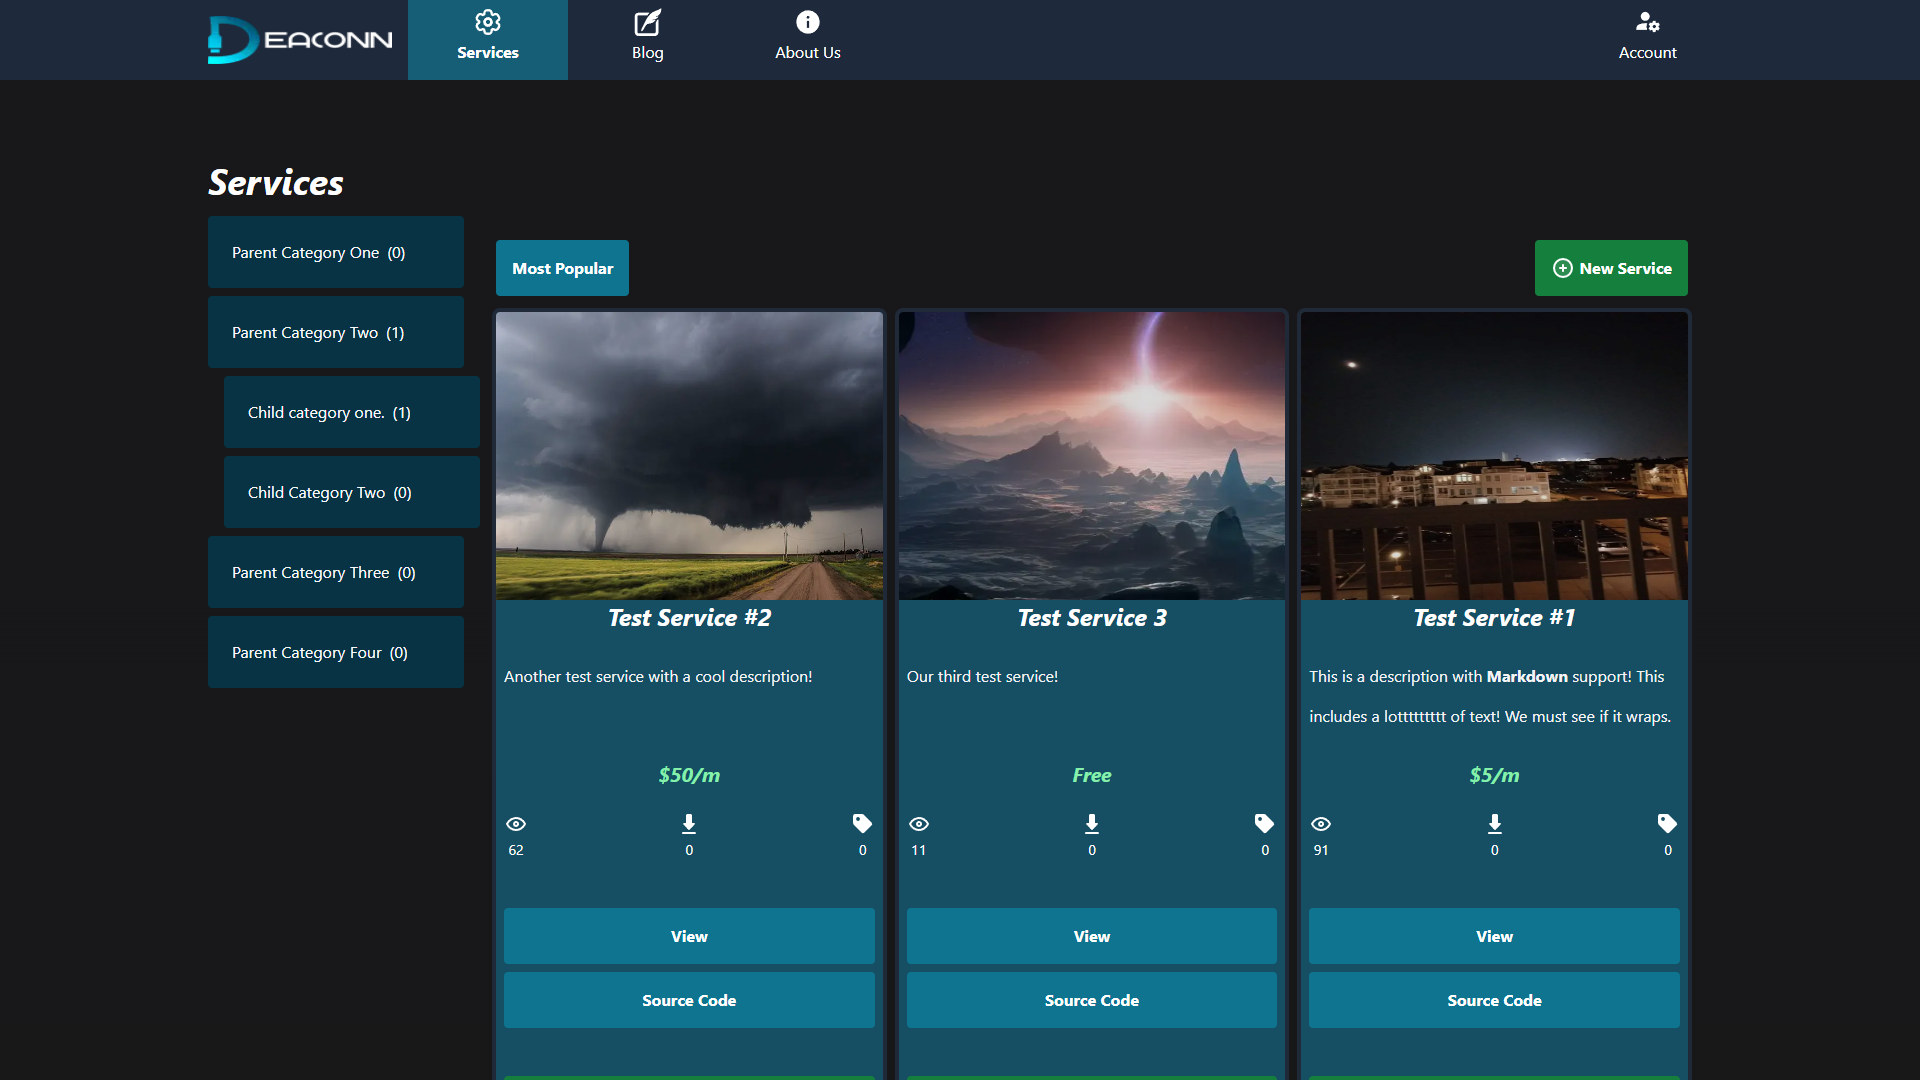 DEACONN
Services
Blog
About Us
Account
Services
Parent Category One (0)
Parent Category Two (1)
Child category one. (1)
Child Category Two (0)
Parent Category Three (0)
Parent Category Four (0)
Most Popular
New Service
Test Service #2
Another test service with a cool description!
$50/m
62
0
0
View
Source Code
Test Service 3
Our third test service!
Free
11
0
0
View
Source Code
Test Service #1
This is a description with Markdown support! This
includes a lotttttttt of text! We must see if it wraps.
$5/m
91
0
0
View
Source Code